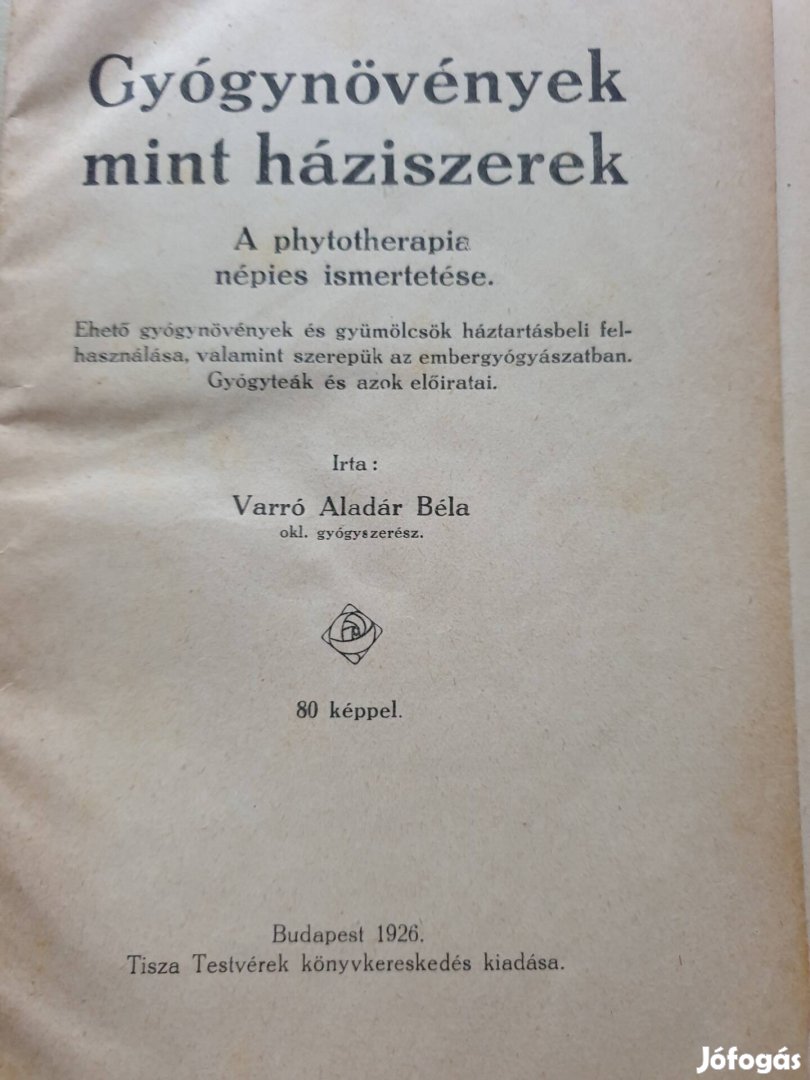 Gyógynövények
mint háziszerek
A phytotherapia
népies ismertetése.
Ehető gyógynövények és gyümölcsök háztartásbeli fel-
használása, valamint szerepük az embergyógyászatban.
Gyógyteák és azok előiratai.
Irta :
Varró Aladár Béla
okl. gyógyszerész.
80 képpel.
Budapest 1926.
Tisza Testvérek könyvkereskedés kiadása.
Jófogás